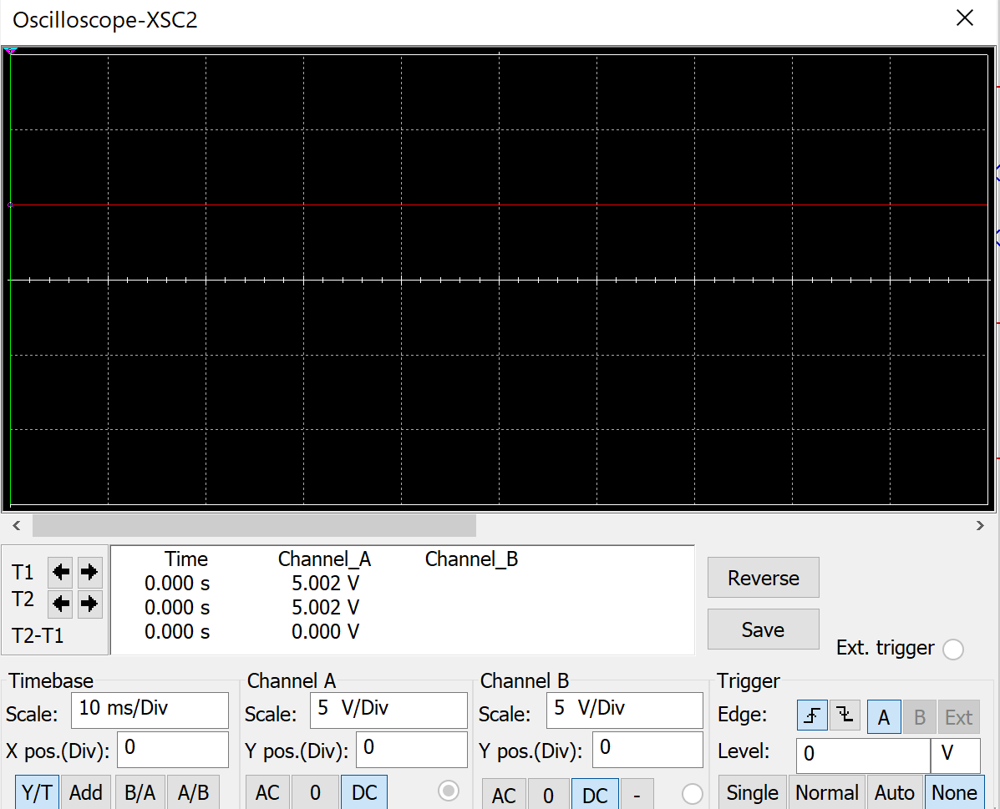 Oscilloscope-XSC2
Time Channel_A Channel_B
T1 0.000 s 5.002 V
T2 0.000 s 5.002 V
T2-T1 0.000 s 0.000 V
Reverse
Save
Ext. trigger
Timebase
Scale: 10 ms/Div
X pos.(Div): 0
Y/T Add B/A A/B
Channel A
Scale: 5 V/Div
Y pos.(Div): 0
AC 0 DC
Channel B
Scale: 5 V/Div
Y pos.(Div): 0
AC 0 DC -
Trigger
Edge: A B Ext
Level: 0 V
Single Normal Auto None